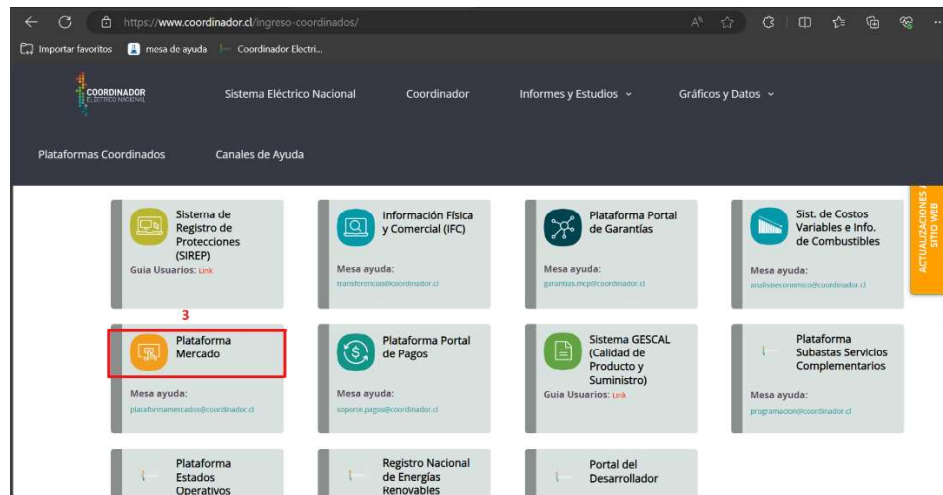 https://www.coordinador.cl/ingreso-coordinados/
Importar favoritos mesa de ayuda Coordinador Electri...
COORDINADOR
ELÉCTRICO NACIONAL
Sistema Eléctrico Nacional
Coordinador
Informes y Estudios
Gráficos y Datos
Plataformas Coordinados
Canales de Ayuda
ACTUALIZACIONES
SITIO WEB
Sistema de
Registro de
Protecciones
(SIREP)
Guia Usuarios: Link
Información Física
y Comercial (IFC)
Mesa ayuda:
transferencias@coordinador.cl
Plataforma Portal
de Garantías
Mesa ayuda:
garantias.mcp@coordinador.cl
Sist. de Costos
Variables e Info.
de Combustibles
Mesa ayuda:
analisiseconomico@coordinador.cl
3
Plataforma
Mercado
Mesa ayuda:
plataformamercados@coordinador.cl
Plataforma Portal
de Pagos
Mesa ayuda:
soporte.pagos@coordinador.cl
Sistema GESCAL
(Calidad de
Producto y
Suministro)
Guia Usuarios: Link
Plataforma
Subastas Servicios
Complementarios
Mesa ayuda:
programacion@coordinador.cl
Plataforma
Estados
Operativos
Registro Nacional
de Energías
Renovables
Portal del
Desarrollador